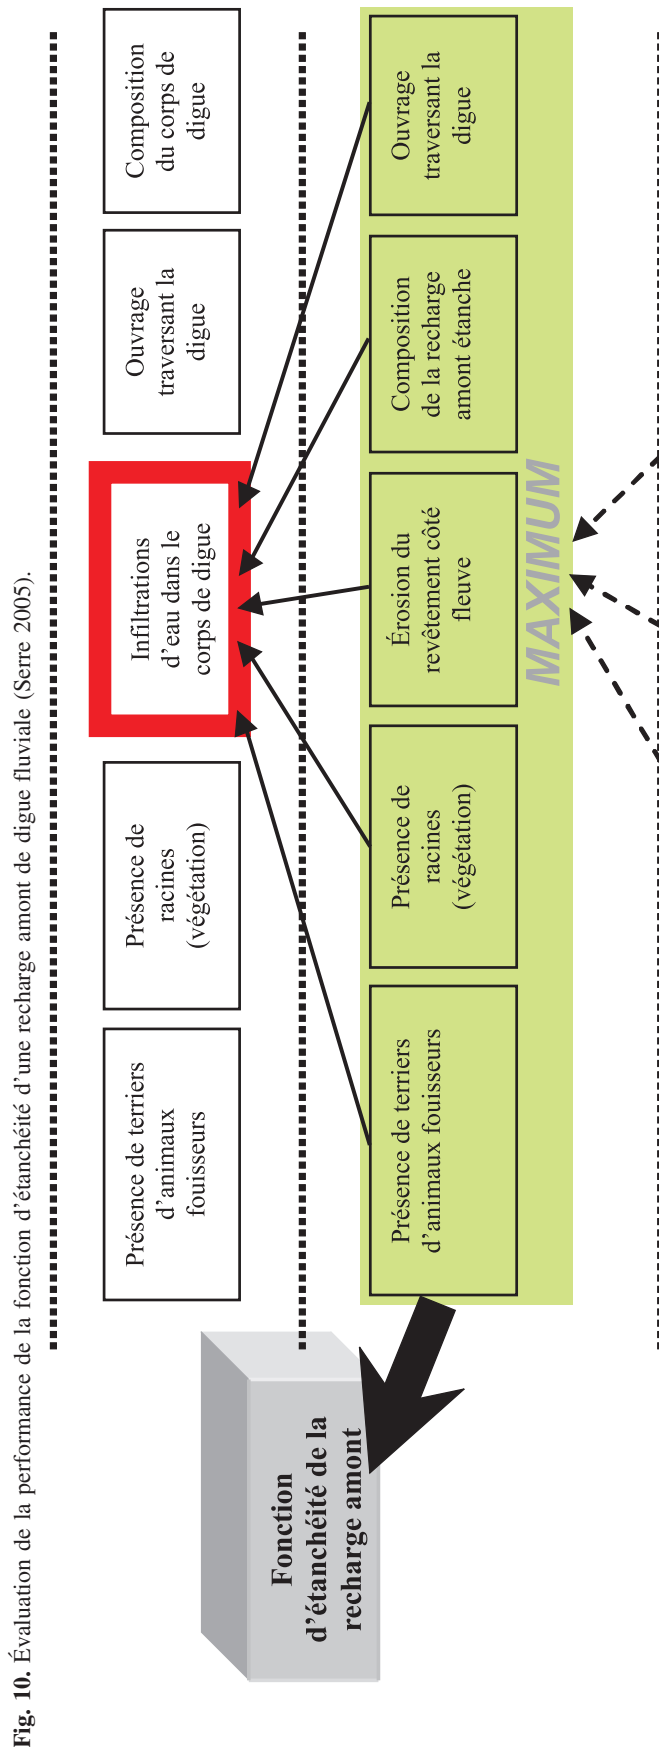 Fig. 10. Évaluation de la performance de la fonction d'étanchéité d'une recharge amont de digue fluviale (Serre 2005).
Présence de terriers
d'animaux
fouisseurs
Présence de
racines
(végétation)
Infiltrations
d'eau dans le
corps de digue
Ouvrage
traversant la
digue
Composition
du corps de
digue
Fonction
d'étanchéité de la
recharge amont
Présence de terriers
d'animaux fouisseurs
Présence de
racines
(végétation)
Érosion du
revêtement côté
fleuve
Composition
de la recharge
amont étanche
Ouvrage
traversant la
digue
MAXIMUM